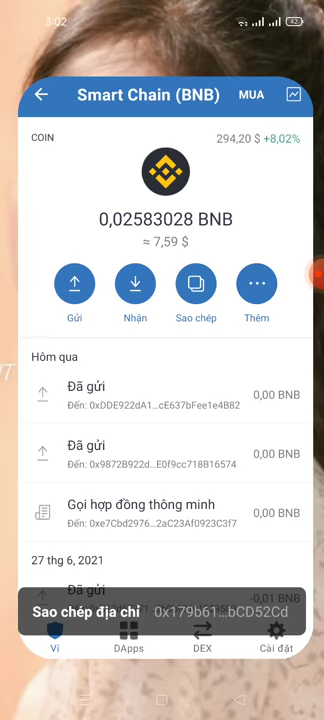 3:02
42
Smart Chain (BNB)
MUA
COIN
294,20 $ +8,02%
0,02583028 BNB
≈ 7,59 $
Gửi
Nhận
Sao chép
Thêm
Hôm qua
Đã gửi
0,00 BNB
Đến: 0xDDE922dA1...cE637bFee1e4B82
Đã gửi
0,00 BNB
Đến: 0x9872B922d...E0f9cc718B16574
Gọi hợp đồng thông minh
0,00 BNB
Đến: 0xe7Cbd2976...2aC23Af0923C3f7
27 thg 6, 2021
Đã gửi
-0,01 BNB
Sao chép địa chỉ 0x179b61...bCD52Cd
Ví
DApps
DEX
Cài đặt